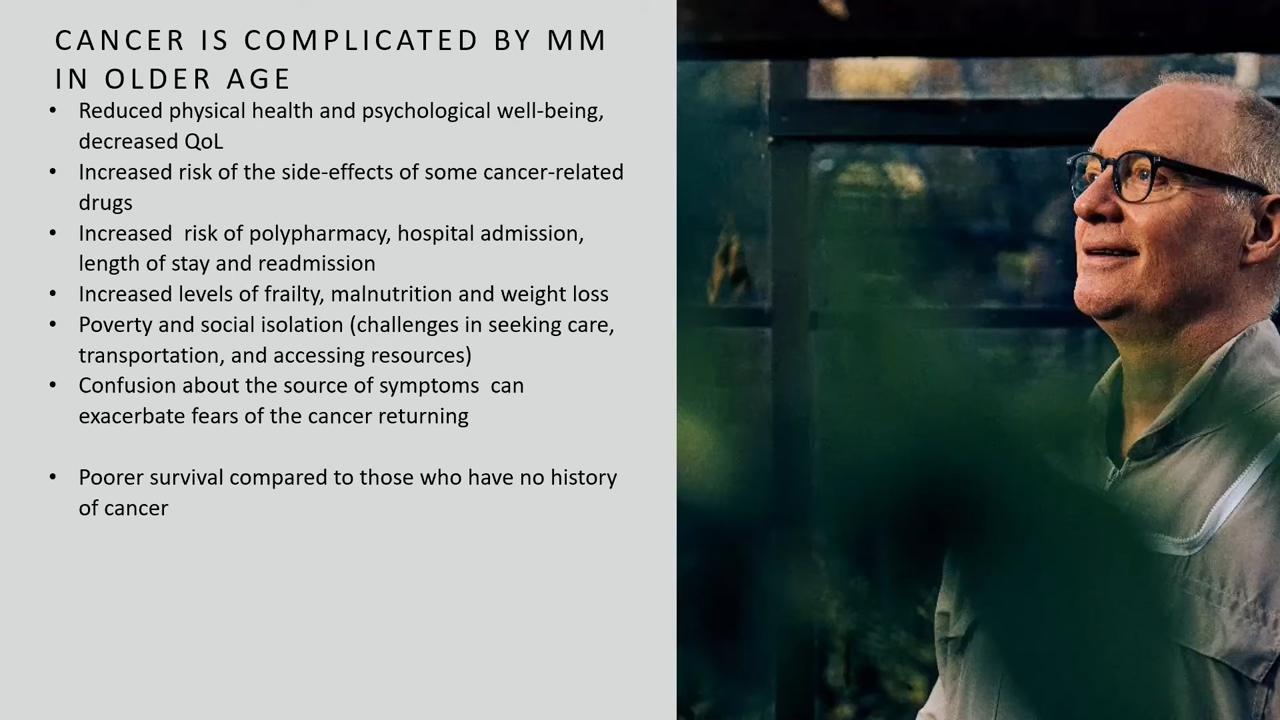 CANCER IS COMPLICATED BY MM
IN OLDER AGE
• Reduced physical health and psychological well-being,
decreased QoL
• Increased risk of the side-effects of some cancer-related
drugs
• Increased  risk of polypharmacy, hospital admission,
length of stay and readmission
• Increased levels of frailty, malnutrition and weight loss
• Poverty and social isolation (challenges in seeking care,
transportation, and accessing resources)
• Confusion about the source of symptoms  can
exacerbate fears of the cancer returning
• Poorer survival compared to those who have no history
of cancer